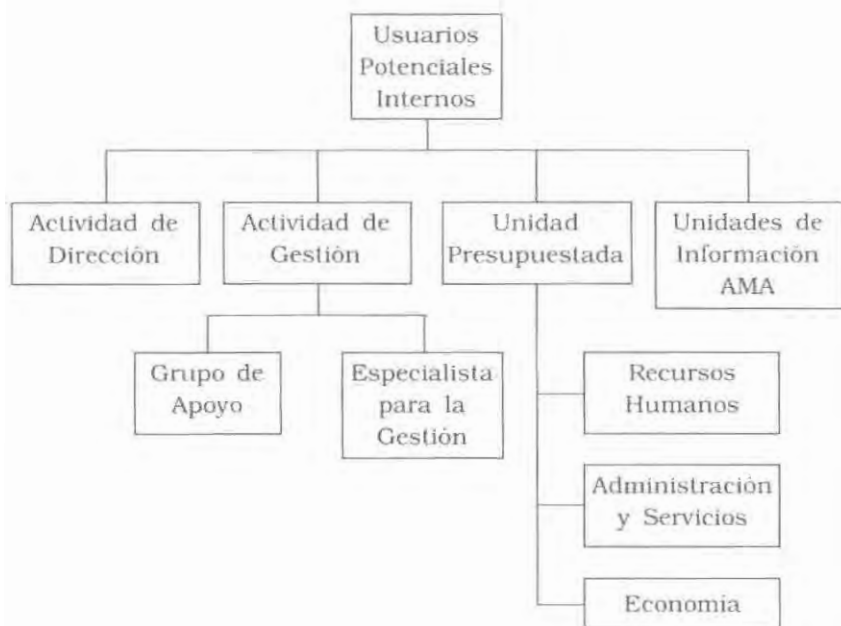 Usuarios
Potenciales
Internos
Actividad de
Dirección
Actividad de
Gestión
Unidad
Presupuestada
Unidades de
Información
AMA
Grupo de
Apoyo
Especialista
para la
Gestión
Recursos
Humanos
Administración
y Servicios
Economía